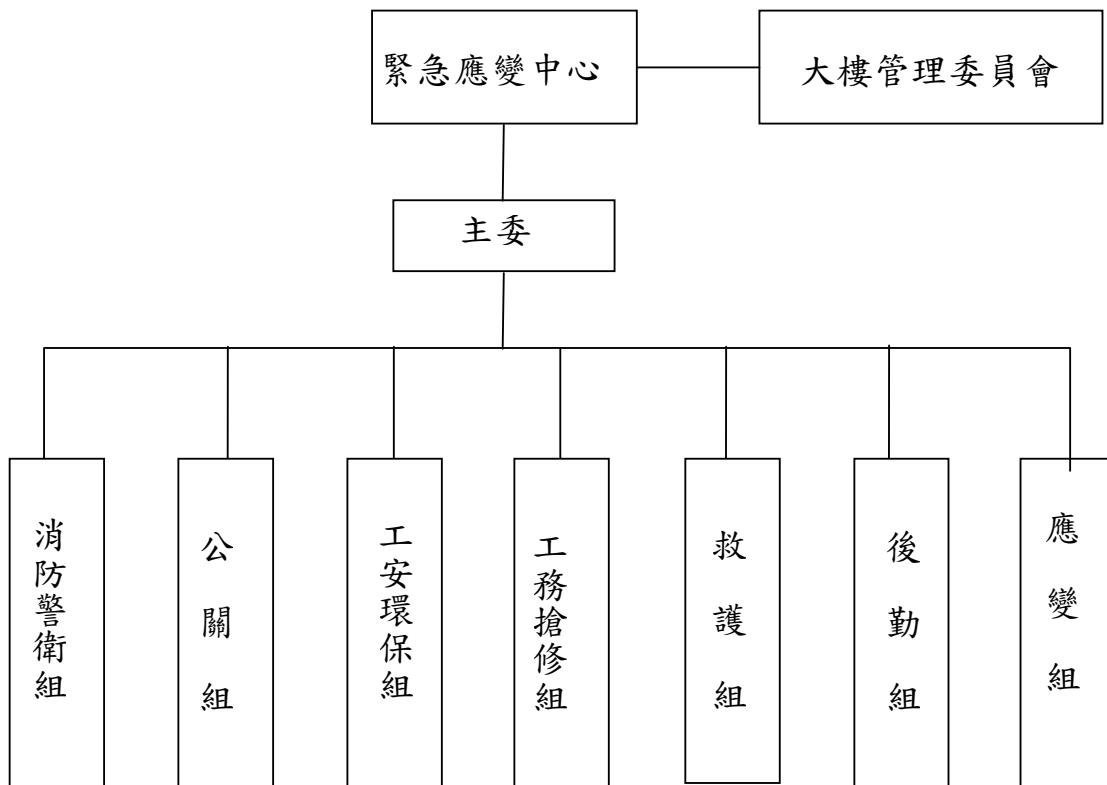 緊急應變中心
大樓管理委員會
主委
消防警衛組
公關組
工安環保組
工務搶修組
救護組
後勤組
應變組